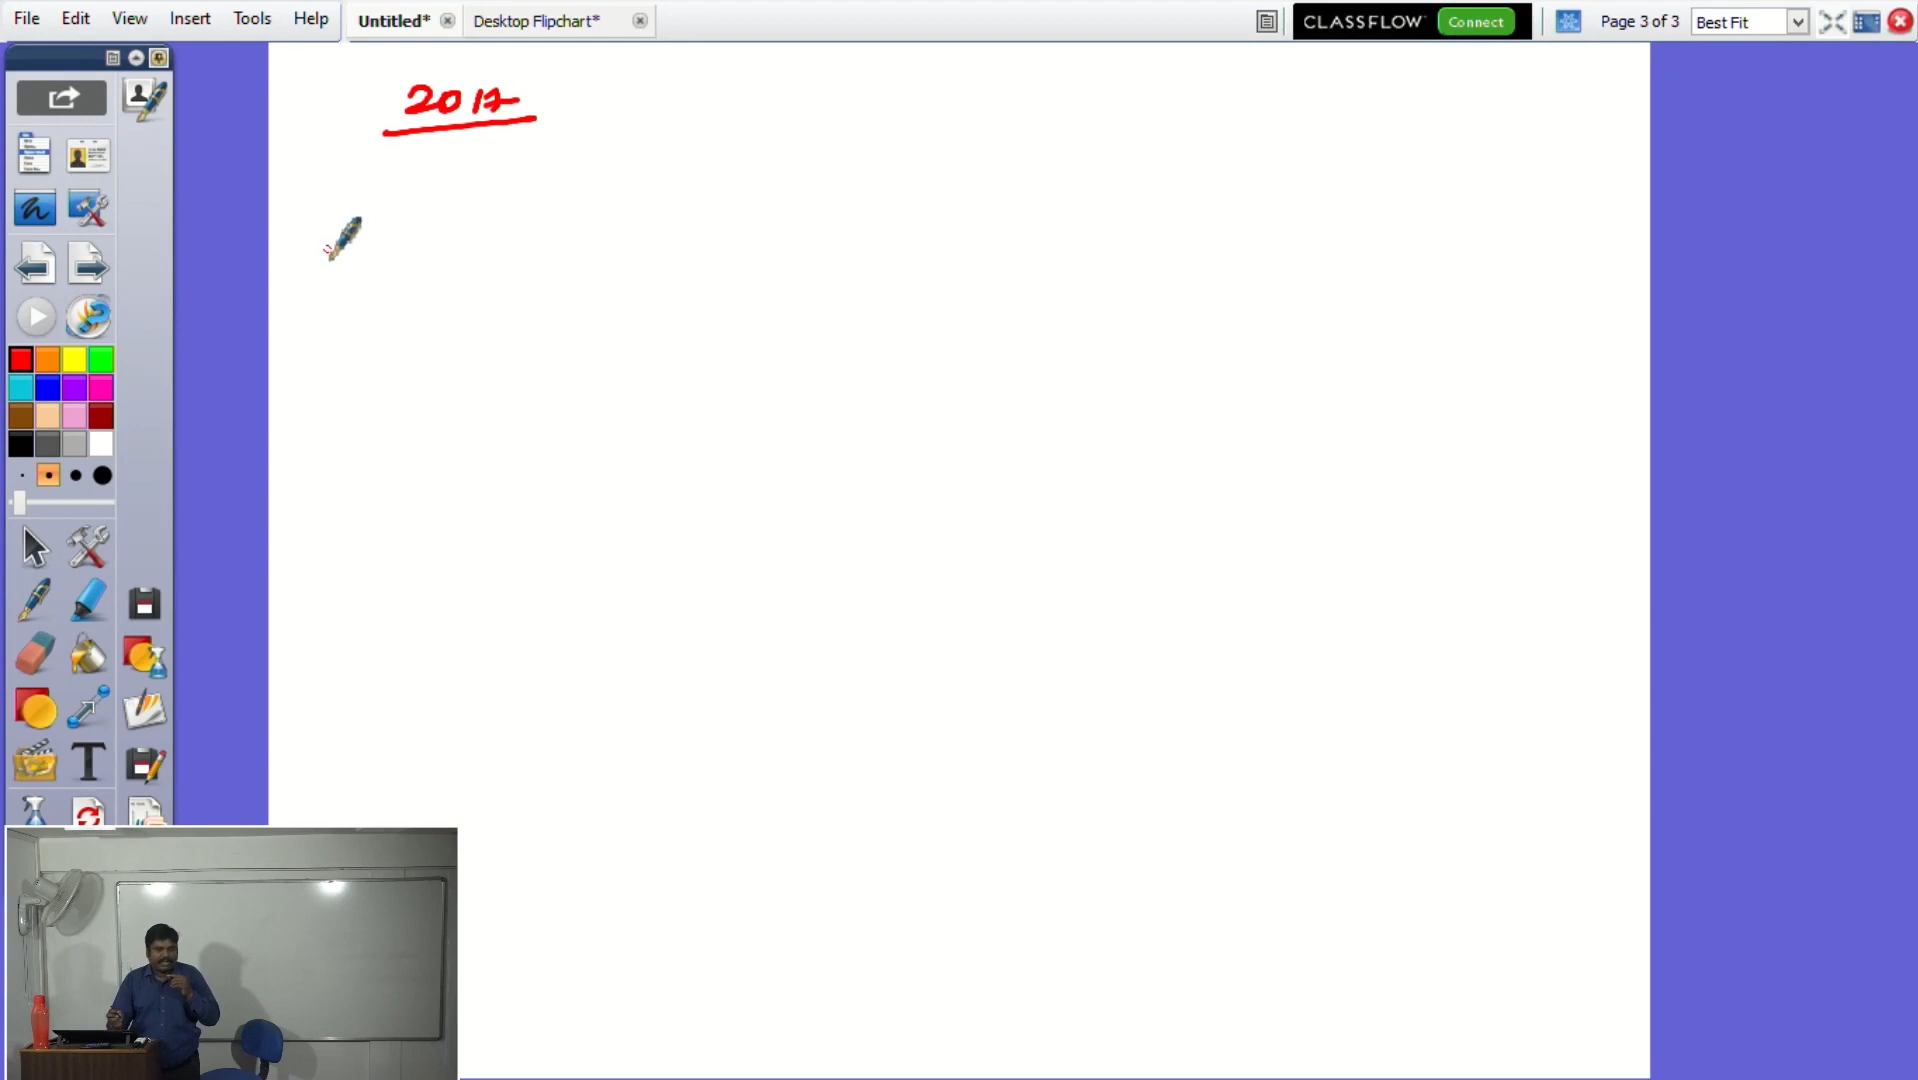 File Edit View Insert Tools Help Untitled* Desktop Flipchart* CLASSFLOW Connect Page 3 of 3 Best Fit
2017
T